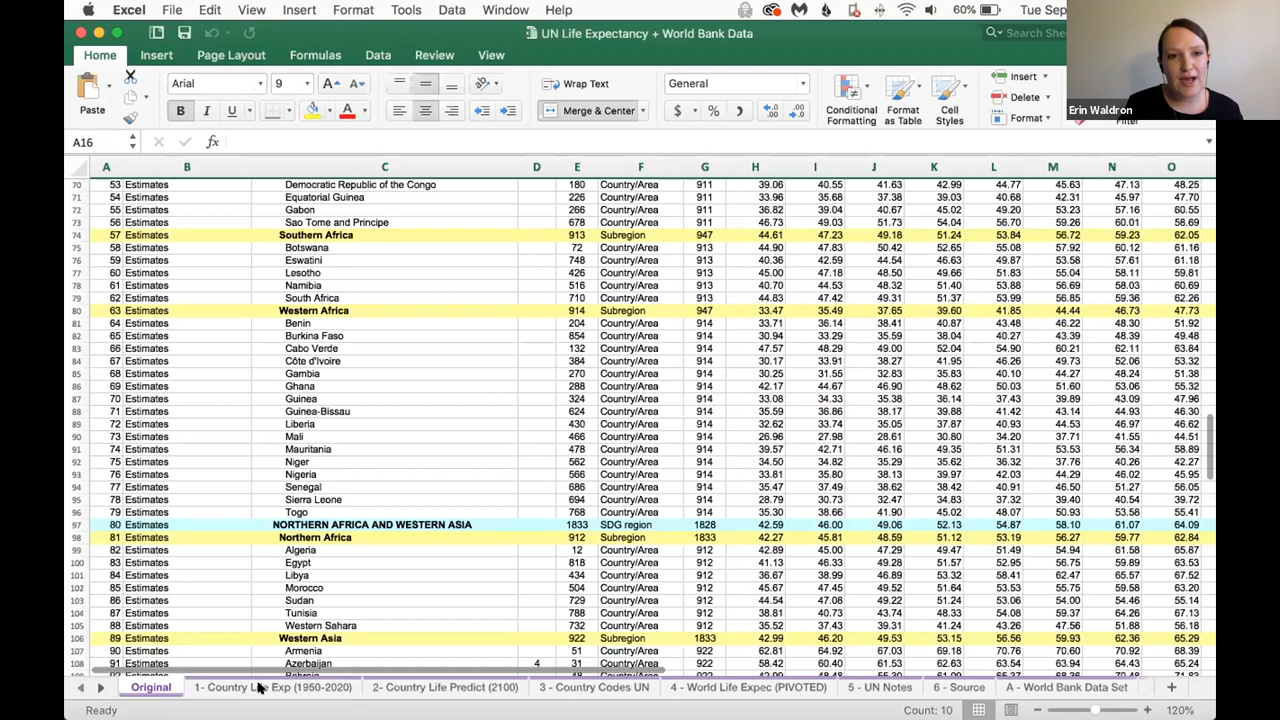 File Edit View Insert Format Tools Data Window Help 60% Tue Sep
UN Life Expectancy + World Bank Data
Home Insert Page Layout Formulas Data Review View
Paste Arial 9 Wrap Text General Conditional Formatting Format as Table Cell Styles Insert
B I U Merge & Center $ % Delete
Format
Erin Waldron
A16 fx
A B C D E F G H I J K L M N O
70 53 Estimates Democratic Republic of the Congo 180 Country/Area 911 39.06 40.55 41.63 42.99 44.77 45.63 47.13 48.25
71 54 Estimates Equatorial Guinea 226 Country/Area 911 33.96 35.68 37.38 39.03 40.68 42.31 45.97 47.70
72 55 Estimates Gabon 266 Country/Area 911 36.82 39.04 40.67 45.02 49.20 53.23 57.16 60.55
73 56 Estimates Sao Tome and Principe 678 Country/Area 911 46.73 49.03 51.73 54.04 56.70 59.26 60.01 58.69
74 57 Estimates Southern Africa 913 Subregion 947 44.61 47.23 49.18 51.24 53.84 56.72 59.23 62.05
75 58 Estimates Botswana 72 Country/Area 913 44.90 47.83 50.42 52.65 55.08 57.92 60.12 61.16
76 59 Estimates Eswatini 748 Country/Area 913 40.36 42.59 44.54 46.63 49.87 53.58 57.61 61.18
77 60 Estimates Lesotho 426 Country/Area 913 45.00 47.18 48.50 49.66 51.83 55.04 58.11 59.81
78 61 Estimates Namibia 516 Country/Area 913 40.74 44.53 48.32 51.40 53.88 56.69 58.03 60.69
79 62 Estimates South Africa 710 Country/Area 913 44.83 47.42 49.31 51.37 53.99 56.85 59.36 62.26
80 63 Estimates Western Africa 914 Subregion 947 33.47 35.49 37.65 39.60 41.85 44.44 46.73 47.73
81 64 Estimates Benin 204 Country/Area 914 33.71 36.14 38.41 40.87 43.48 46.22 48.30 51.92
82 65 Estimates Burkina Faso 854 Country/Area 914 30.94 33.29 35.59 38.04 40.27 43.39 48.39 49.48
83 66 Estimates Cabo Verde 132 Country/Area 914 47.57 48.28 49.00 52.04 54.90 60.21 62.11 63.84
84 67 Estimates Côte d'Ivoire 384 Country/Area 914 30.17 33.91 38.27 41.95 46.26 49.73 52.06 53.32
85 68 Estimates Gambia 270 Country/Area 914 30.25 31.55 32.83 35.83 40.10 44.27 48.24 51.38
86 69 Estimates Ghana 288 Country/Area 914 42.17 44.67 46.90 48.62 50.03 51.60 53.06 55.32
87 70 Estimates Guinea 324 Country/Area 914 33.08 34.33 35.38 36.14 37.43 39.89 43.09 47.96
88 71 Estimates Guinea-Bissau 624 Country/Area 914 35.59 36.86 38.17 39.88 41.42 43.14 44.93 46.30
89 72 Estimates Liberia 430 Country/Area 914 32.62 33.74 35.05 37.87 40.93 44.53 46.97 46.62
90 73 Estimates Mali 466 Country/Area 914 26.96 27.98 28.61 30.80 34.20 37.71 41.55 44.51
91 74 Estimates Mauritania 478 Country/Area 914 39.57 42.71 46.16 49.35 51.31 53.53 56.34 58.89
92 75 Estimates Niger 562 Country/Area 914 34.50 34.82 35.29 35.62 36.32 37.76 40.26 42.27
93 76 Estimates Nigeria 566 Country/Area 914 33.81 35.80 38.13 39.97 42.03 44.29 46.02 45.95
94 77 Estimates Senegal 686 Country/Area 914 35.47 37.49 38.62 38.42 40.91 46.50 51.27 56.05
95 78 Estimates Sierra Leone 694 Country/Area 914 28.79 30.73 32.47 34.83 37.32 40.39 40.54 39.72
96 79 Estimates Togo 768 Country/Area 914 35.30 38.66 41.90 45.02 48.07 50.93 53.58 55.41
97 80 Estimates NORTHERN AFRICA AND WESTERN ASIA 1833 SDG region 1828 42.59 46.00 49.06 52.13 54.87 58.10 61.07 64.09
98 81 Estimates Northern Africa 912 Subregion 1833 42.27 45.81 48.59 51.12 53.19 56.27 59.77 62.84
99 82 Estimates Algeria 12 Country/Area 912 42.89 45.00 47.29 49.47 51.49 54.94 61.58 65.87
100 83 Estimates Egypt 818 Country/Area 912 41.13 46.33 49.28 51.57 52.95 56.75 59.89 63.53
101 84 Estimates Libya 434 Country/Area 912 36.67 38.99 46.89 53.32 58.41 62.47 65.57 67.52
102 85 Estimates Morocco 504 Country/Area 912 45.67 47.45 49.52 51.64 53.53 55.75 59.60 63.20
103 86 Estimates Sudan 729 Country/Area 912 44.54 47.08 49.22 51.24 53.06 54.00 54.46 55.14
104 87 Estimates Tunisia 788 Country/Area 912 38.81 40.73 43.74 48.33 54.08 60.09 64.26 67.13
105 88 Estimates Western Sahara 732 Country/Area 912 35.52 37.43 39.31 41.24 43.26 47.56 51.88 56.18
106 89 Estimates Western Asia 922 Subregion 1833 42.99 46.20 49.53 53.15 56.56 59.93 62.36 65.29
107 90 Estimates Armenia 51 Country/Area 922 62.81 64.92 67.03 69.18 70.76 70.92 70.71 68.39
108 91 Estimates Azerbaijan 4 31 Country/Area 922 58.42 60.40 61.53 62.63 63.54 63.94 64.25 65.24
Original 1- Country Life Exp (1950-2020) 2- Country Life Predict (2100) 3 - Country Codes UN 4 - World Life Expec (PIVOTED) 5 - UN Notes 6 - Source A - World Bank Data Set
Ready Count: 10 120%